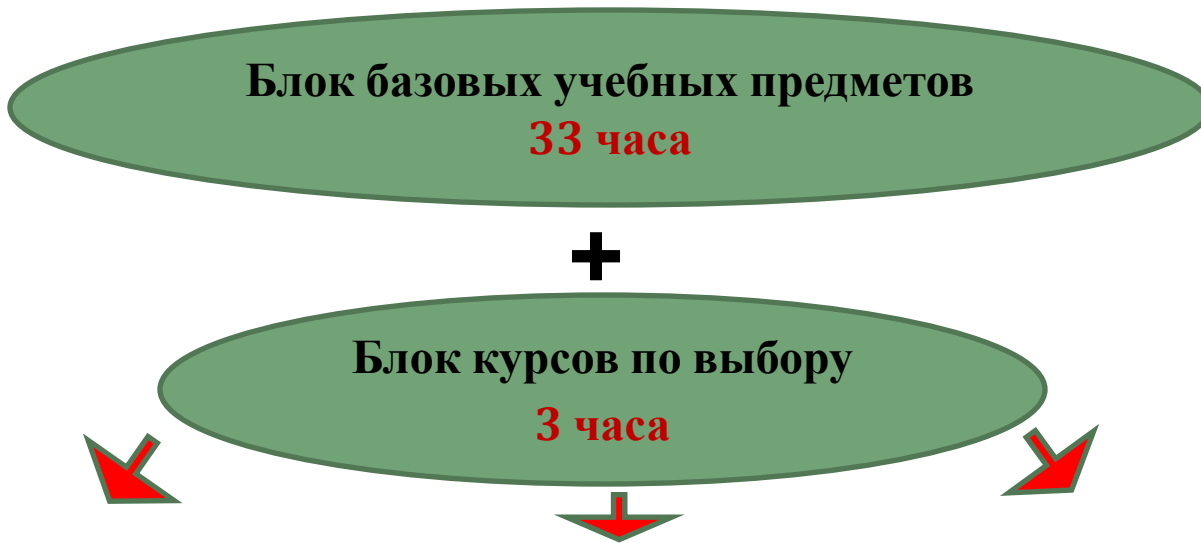 Блок базовых учебных предметов
33 часа
+
Блок курсов по выбору
3 часа